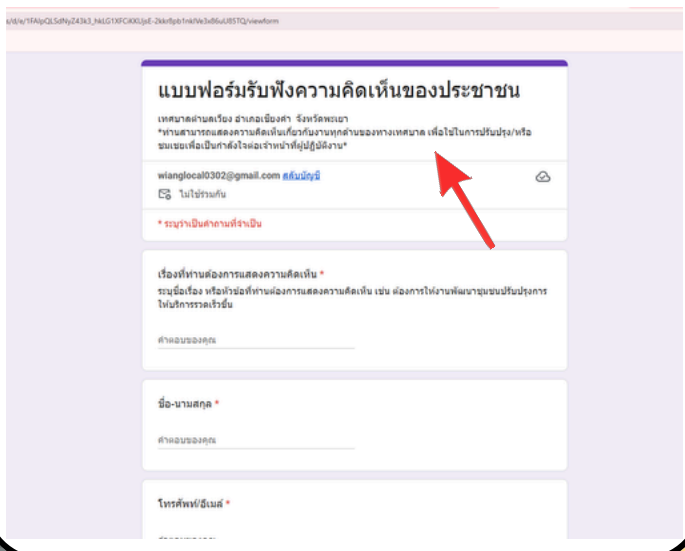 แบบฟอร์มรับฟังความคิดเห็นของประชาชน
เทศบาลตำบลเวียง อำเภอเชียงคำ จังหวัดพะเยา
*ท่านสามารถแสดงความคิดเห็นเกี่ยวกับงานทุกด้านของทางเทศบาล เพื่อใช้ในการปรับปรุง/หรือ
ชมเชยเพื่อเป็นกำลังใจต่อเจ้าหน้าที่ผู้ปฏิบัติงาน*
wianglocal0302@gmail.com สลับบัญชี
ไม่ใช้ร่วมกัน
* ระบุว่าเป็นคำถามที่จำเป็น
เรื่องที่ท่านต้องการแสดงความคิดเห็น *
ระบุชื่อเรื่อง หรือหัวข้อที่ท่านต้องการแสดงความคิดเห็น เช่น ต้องการให้งานพัฒนาชุมชนปรับปรุงการ
ให้บริการรวดเร็วขึ้น
คำตอบของคุณ
ชื่อ-นามสกุล *
คำตอบของคุณ
โทรศัพท์/อีเมล์ *